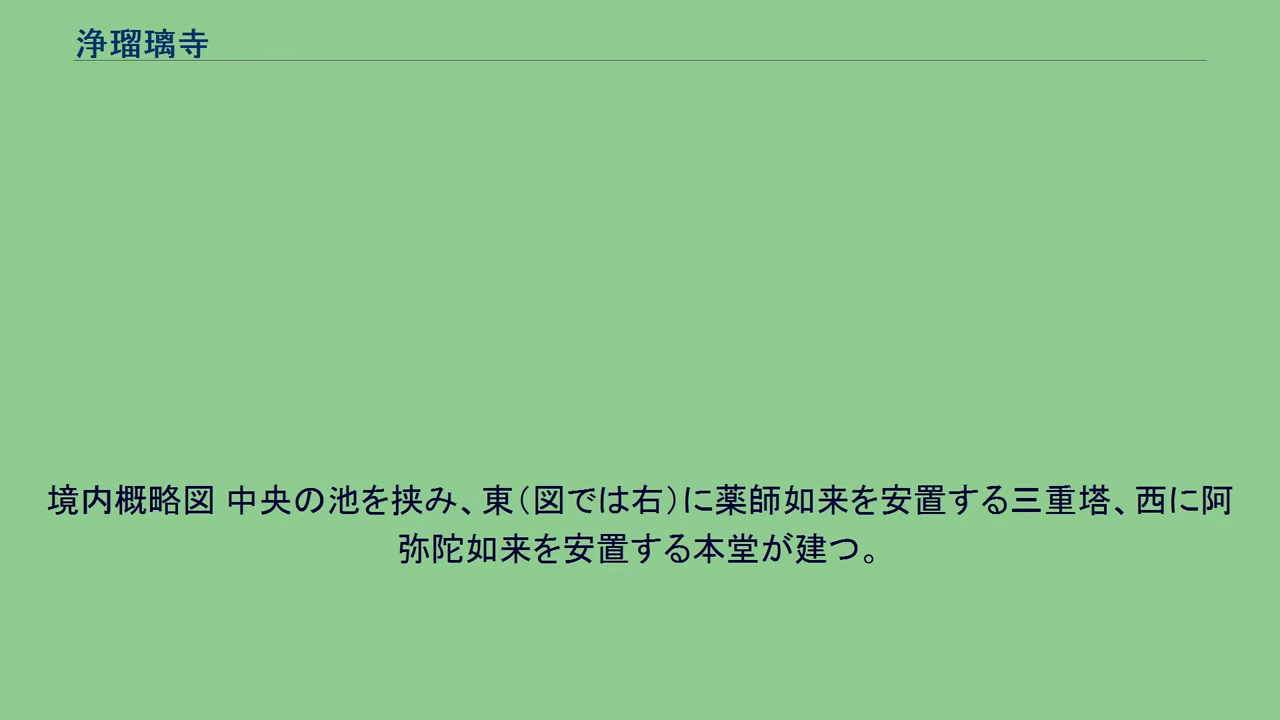 浄瑠璃寺
境内概略図 中央の池を挟み、東（図では右）に薬師如来を安置する三重塔、西に阿
弥陀如来を安置する本堂が建つ。